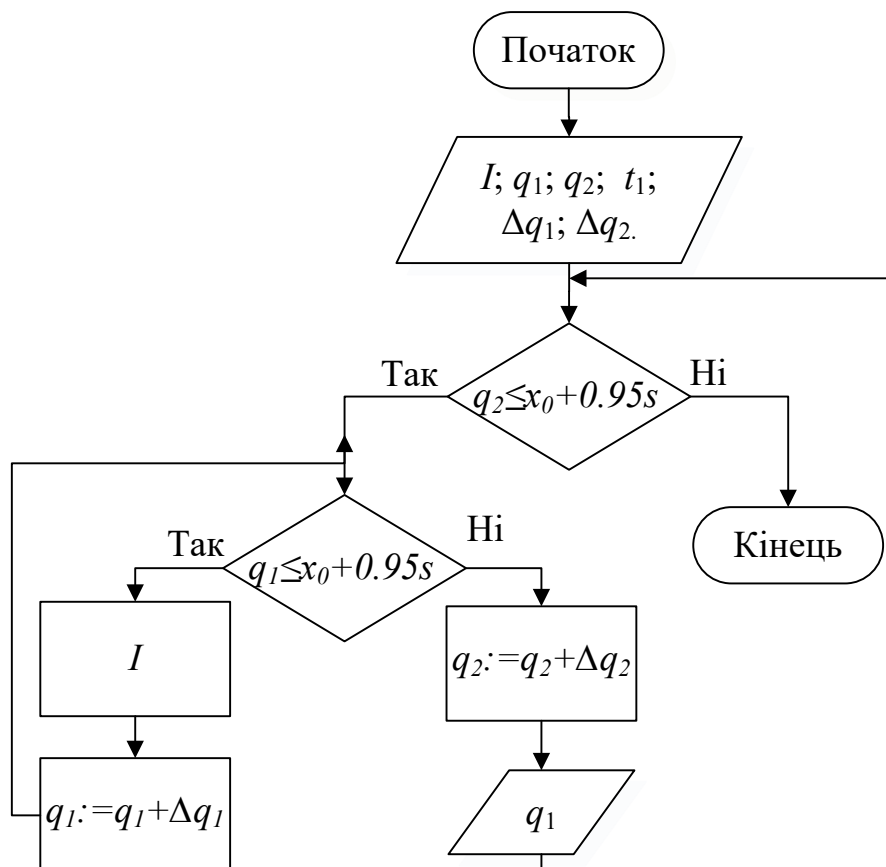 Початок
I; q₁; q₂; t₁;
Δq₁; Δq₂.
Так
Ні
q₂≤x₀+0.95s
Так
Ні
q₁≤x₀+0.95s
Кінець
I
q₂:=q₂+Δq₂
q₁:=q₁+Δq₁
q₁